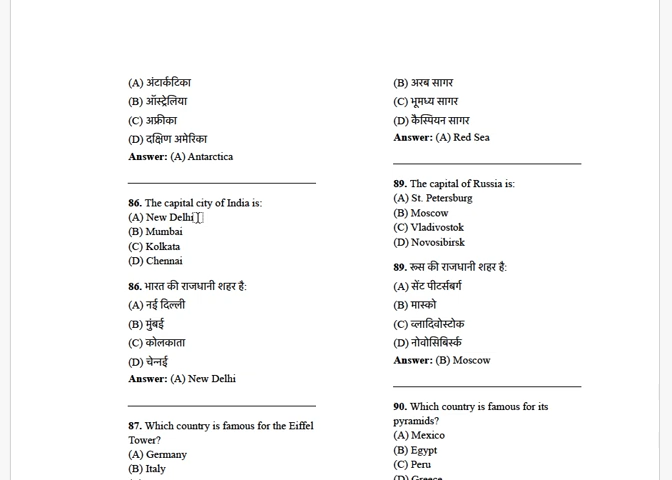 (A) अंटार्कटिका
(B) ऑस्ट्रेलिया
(C) अफ्रीका
(D) दक्षिण अमेरिका
Answer: (A) Antarctica
86. The capital city of India is:
(A) New Delhi
(B) Mumbai
(C) Kolkata
(D) Chennai
86. भारत की राजधानी शहर है:
(A) नई दिल्ली
(B) मुंबई
(C) कोलकाता
(D) चेन्नई
Answer: (A) New Delhi
87. Which country is famous for the Eiffel
Tower?
(A) Germany
(B) Italy
(B) अरब सागर
(C) भूमध्य सागर
(D) कैस्पियन सागर
Answer: (A) Red Sea
89. The capital of Russia is:
(A) St. Petersburg
(B) Moscow
(C) Vladivostok
(D) Novosibirsk
89. रूस की राजधानी शहर है:
(A) सेंट पीटर्सबर्ग
(B) मास्को
(C) व्लादिवोस्टोक
(D) नोवोसिबिर्स्क
Answer: (B) Moscow
90. Which country is famous for its
pyramids?
(A) Mexico
(B) Egypt
(C) Peru
(D) Greece